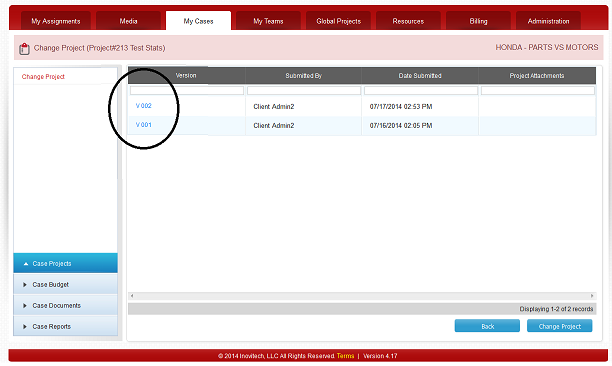 My Assignments Media My Cases My Teams Global Projects Resources Billing Administration
Change Project (Project#213 Test Stats) HONDA - PARTS VS MOTORS
Change Project
Version Submitted By Date Submitted Project Attachments
V 002 Client Admin2 07/17/2014 02:53 PM
V 001 Client Admin2 07/16/2014 02:05 PM
Case Projects
Case Budget
Case Documents
Case Reports
Displaying 1-2 of 2 records
Back Change Project
© 2014 Inovitech, LLC All Rights Reserved. Terms | Version 4.17